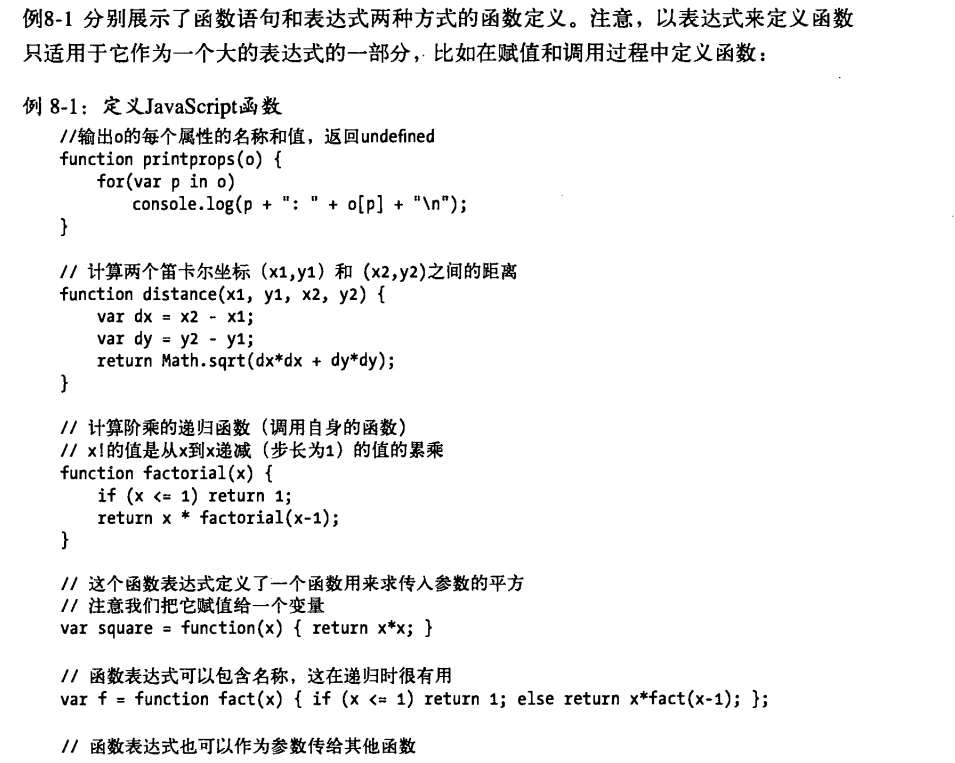 例8-1 分别展示了函数语句和表达式两种方式的函数定义。注意，以表达式来定义函数
只适用于它作为一个大的表达式的一部分，比如在赋值和调用过程中定义函数：
例 8-1：定义JavaScript函数
//输出o的每个属性的名称和值，返回undefined
function printprops(o) {
for(var p in o)
console.log(p + ": " + o[p] + "\n");
}
// 计算两个笛卡尔坐标（x1,y1）和（x2,y2)之间的距离
function distance(x1, y1, x2, y2) {
var dx = x2 - x1;
var dy = y2 - y1;
return Math.sqrt(dx*dx + dy*dy);
}
// 计算阶乘的递归函数（调用自身的函数）
// x!的值是从x到x递减（步长为1）的值的累乘
function factorial(x) {
if (x <= 1) return 1;
return x * factorial(x-1);
}
// 这个函数表达式定义了一个函数用来求传入参数的平方
// 注意我们把它赋值给一个变量
var square = function(x) { return x*x; }
// 函数表达式可以包含名称，这在递归时很有用
var f = function fact(x) { if (x <= 1) return 1; else return x*fact(x-1); };
// 函数表达式也可以作为参数传给其他函数